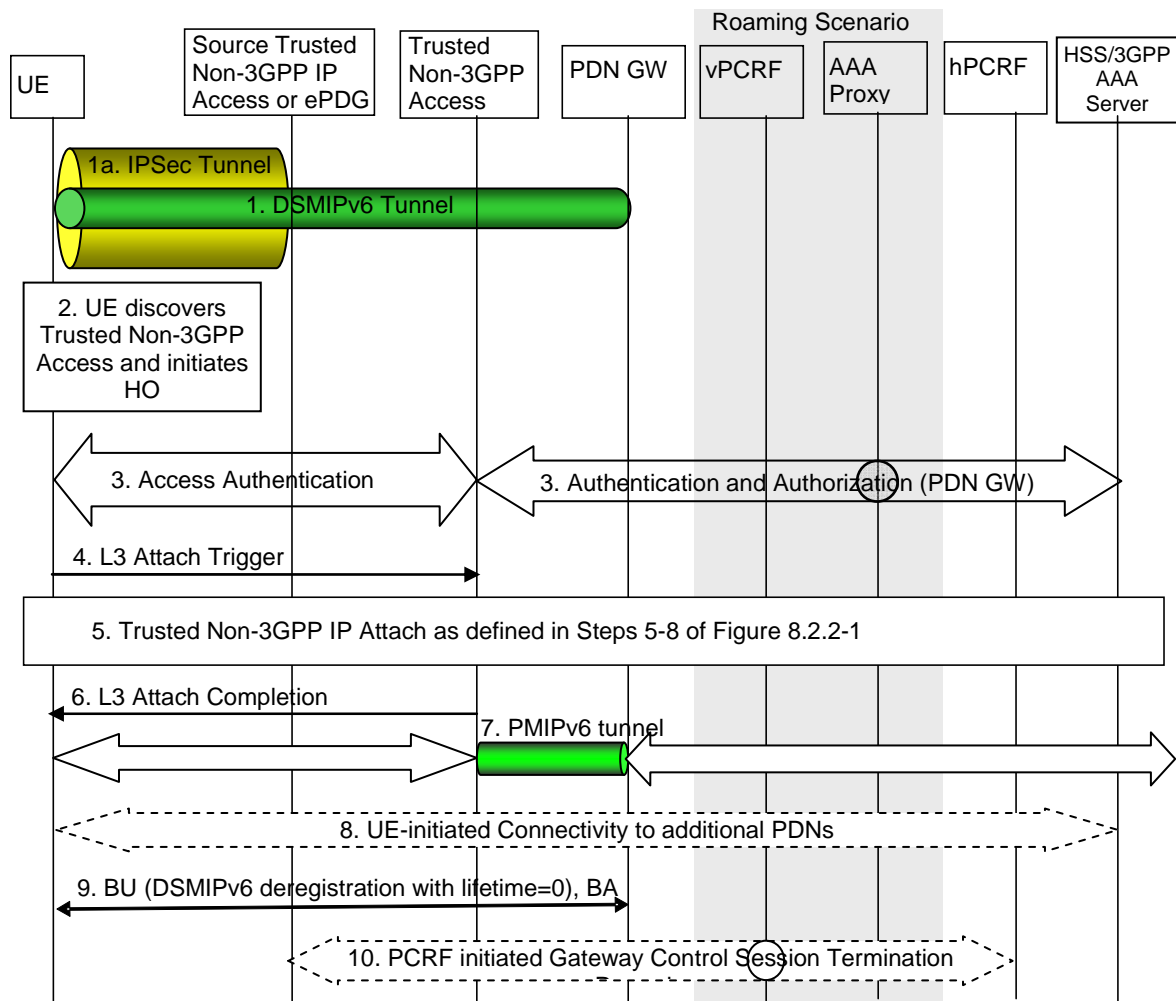 Roaming Scenario
UE
Source Trusted
Non-3GPP IP
Access or ePDG
Trusted
Non-3GPP
Access
PDN GW
vPCRF
AAA
Proxy
hPCRF
HSS/3GPP
AAA
Server
1a. IPSec Tunnel
1. DSMIPv6 Tunnel
2. UE discovers
Trusted Non-3GPP
Access and initiates
HO
3. Access Authentication
3. Authentication and Authorization (PDN GW)
4. L3 Attach Trigger
5. Trusted Non-3GPP IP Attach as defined in Steps 5-8 of Figure 8.2.2-1
6. L3 Attach Completion
7. PMIPv6 tunnel
8. UE-initiated Connectivity to additional PDNs
9. BU (DSMIPv6 deregistration with lifetime=0), BA
10. PCRF initiated Gateway Control Session Termination